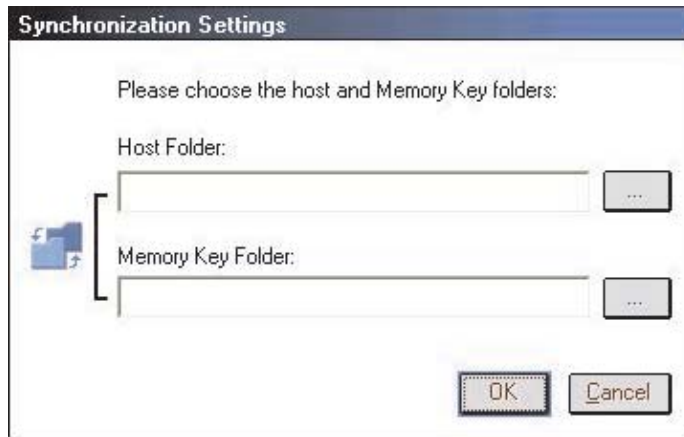 Synchronization Settings
Please choose the host and Memory Key folders:
Host Folder:
...
Memory Key Folder:
...
OK
Cancel